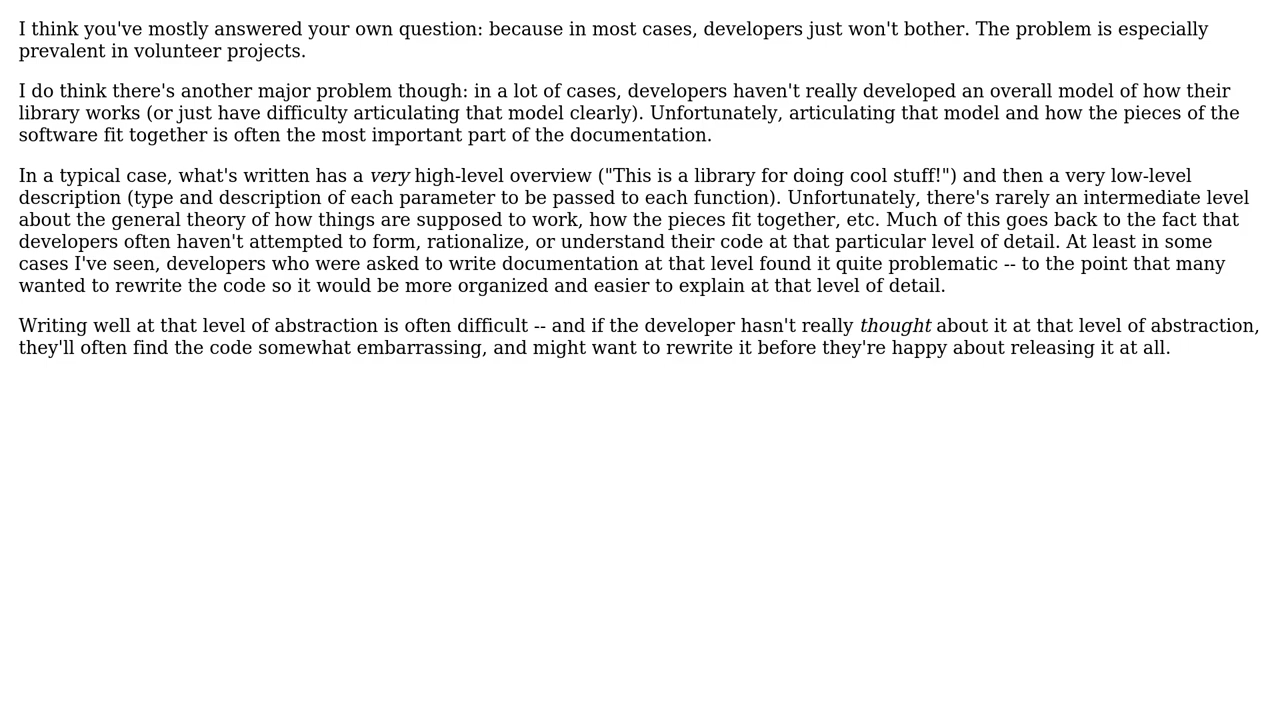 I think you've mostly answered your own question: because in most cases, developers just won't bother. The problem is especially
prevalent in volunteer projects.
I do think there's another major problem though: in a lot of cases, developers haven't really developed an overall model of how their
library works (or just have difficulty articulating that model clearly). Unfortunately, articulating that model and how the pieces of the
software fit together is often the most important part of the documentation.
In a typical case, what's written has a very high-level overview ("This is a library for doing cool stuff!") and then a very low-level
description (type and description of each parameter to be passed to each function). Unfortunately, there's rarely an intermediate level
about the general theory of how things are supposed to work, how the pieces fit together, etc. Much of this goes back to the fact that
developers often haven't attempted to form, rationalize, or understand their code at that particular level of detail. At least in some
cases I've seen, developers who were asked to write documentation at that level found it quite problematic -- to the point that many
wanted to rewrite the code so it would be more organized and easier to explain at that level of detail.
Writing well at that level of abstraction is often difficult -- and if the developer hasn't really thought about it at that level of abstraction,
they'll often find the code somewhat embarrassing, and might want to rewrite it before they're happy about releasing it at all.